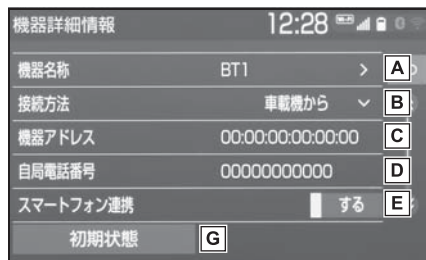 機器詳細情報 12:28
機器名称 BT1 > A
接続方法 車載機から B
機器アドレス 00:00:00:00:00:00 C
自局電話番号 00000000000 D
スマートフォン連携 する E
初期状態 G